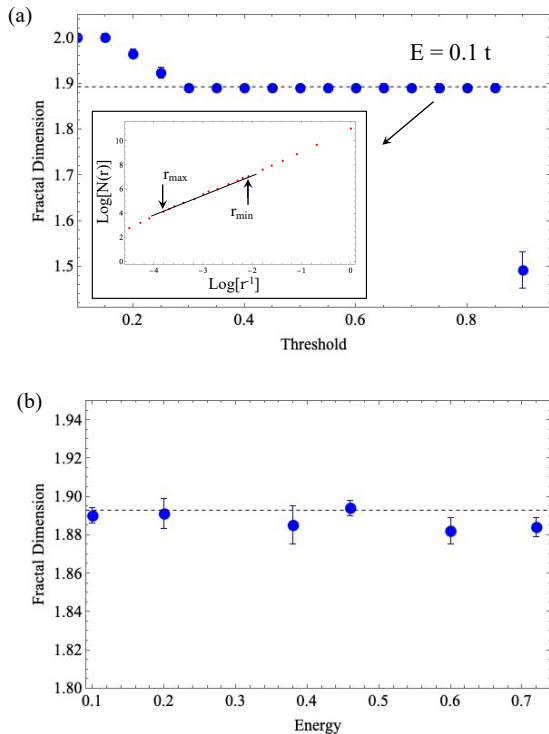 (a)
2.0
1.9
1.8
1.7
1.6
1.5
Fractal Dimension
E = 0.1 t
10
8
6
4
2
0
Log[N(r)]
r_max
r_min
−4 −3 −2 −1 0
Log[r⁻¹]
0.2 0.4 0.6 0.8
Threshold
(b)
1.94
1.92
1.90
1.88
1.86
1.84
1.82
1.80
Fractal Dimension
0.1 0.2 0.3 0.4 0.5 0.6 0.7
Energy